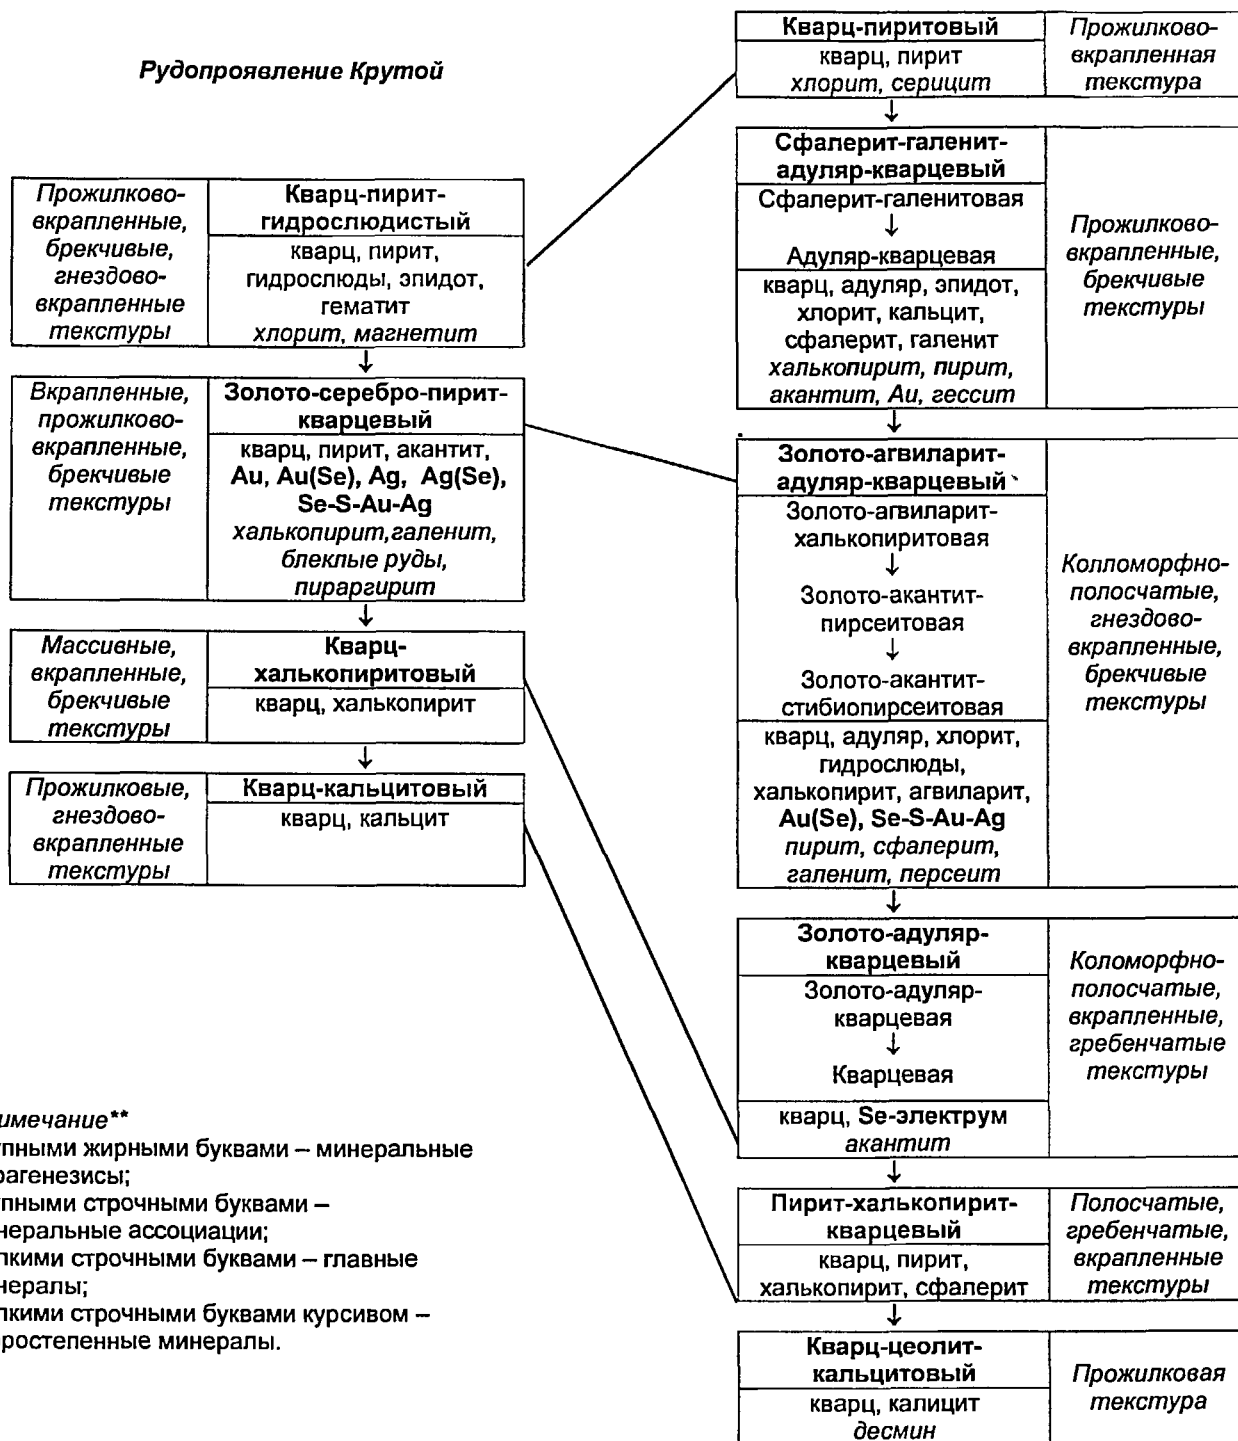 Рудопроявление Крутой
Прожилково-
вкрапленные,
брекчивые,
гнездово-
вкрапленные
текстуры
Кварц-пирит-
гидрослюдистый
кварц, пирит,
гидрослюды, эпидот,
гематит
хлорит, магнетит
↓
Вкрапленные,
прожилково-
вкрапленные,
брекчивые
текстуры
Золото-серебро-пирит-
кварцевый
кварц, пирит, акантит,
Au, Au(Se), Ag, Ag(Se),
Se-S-Au-Ag
халькопирит,галенит,
блеклые руды,
пираргирит
↓
Массивные,
вкрапленные,
брекчивые
текстуры
Кварц-
халькопиритовый
кварц, халькопирит
↓
Прожилковые,
гнездово-
вкрапленные
текстуры
Кварц-кальцитовый
кварц, кальцит
имечание**
пными жирными буквами – минеральные
рагенезисы;
пными строчными буквами –
неральные ассоциации;
лкими строчными буквами – главные
нералы;
лкими строчными буквами курсивом –
ростепенные минералы.
Кварц-пиритовый
кварц, пирит
хлорит, серицит
Прожилково-
вкрапленная
текстура
↓
Сфалерит-галенит-
адуляр-кварцевый
Сфалерит-галенитовая
↓
Адуляр-кварцевая
кварц, адуляр, эпидот,
хлорит, кальцит,
сфалерит, галенит
халькопирит, пирит,
акантит, Au, гессит
Прожилково-
вкрапленные,
брекчивые
текстуры
↓
Золото-агвиларит-
адуляр-кварцевый
Золото-агвиларит-
халькопиритовая
↓
Золото-акантит-
пирсеитовая
↓
Золото-акантит-
стибиопирсеитовая
кварц, адуляр, хлорит,
гидрослюды,
халькопирит, агвиларит,
Au(Se), Se-S-Au-Ag
пирит, сфалерит,
галенит, персеит
Колломорфно-
полосчатые,
гнездово-
вкрапленные,
брекчивые
текстуры
↓
Золото-адуляр-
кварцевый
Золото-адуляр-
кварцевая
↓
Кварцевая
кварц, Se-электрум
акантит
Коломорфно-
полосчатые,
вкрапленные,
гребенчатые
текстуры
↓
Пирит-халькопирит-
кварцевый
кварц, пирит,
халькопирит, сфалерит
Полосчатые,
гребенчатые,
вкрапленные
текстуры
↓
Кварц-цеолит-
кальцитовый
кварц, калицит
десмин
Прожилковая
текстура